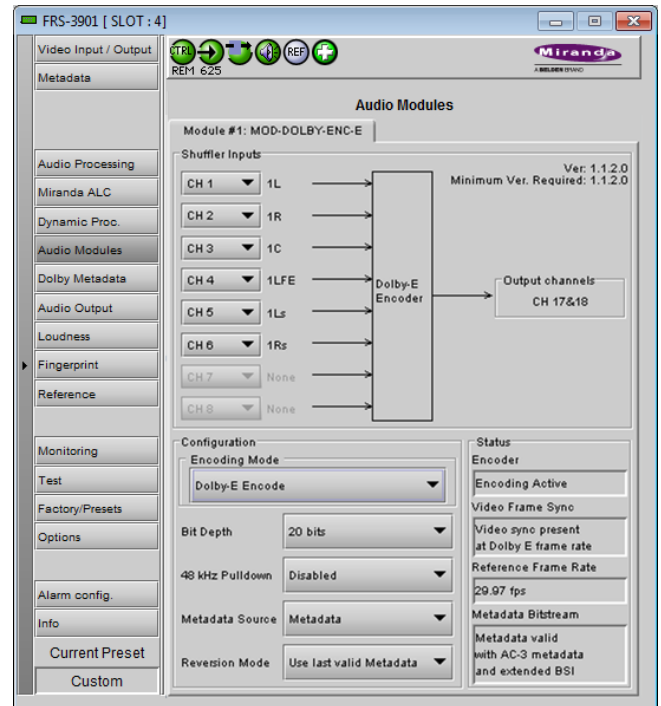 FRS-3901 [ SLOT : 4]
Video Input / Output
Metadata
Audio Processing
Miranda ALC
Dynamic Proc.
Audio Modules
Dolby Metadata
Audio Output
Loudness
Fingerprint
Reference
Monitoring
Test
Factory/Presets
Options
Alarm config.
Info
Current Preset
Custom
CTRL
REF
REM 625
Miranda
A BELDEN BRAND
Audio Modules
Module #1: MOD-DOLBY-ENC-E
Shuffler Inputs
Ver: 1.1.2.0
Minimum Ver. Required: 1.1.2.0
CH 1 1L
CH 2 1R
CH 3 1C
CH 4 1LFE
CH 5 1Ls
CH 6 1Rs
CH 7 None
CH 8 None
Dolby-E
Encoder
Output channels
CH 17&18
Configuration
Encoding Mode
Dolby-E Encode
Bit Depth 20 bits
48 kHz Pulldown Disabled
Metadata Source Metadata
Reversion Mode Use last valid Metadata
Status
Encoder
Encoding Active
Video Frame Sync
Video sync present
at Dolby E frame rate
Reference Frame Rate
29.97 fps
Metadata Bitstream
Metadata valid
with AC-3 metadata
and extended BSI